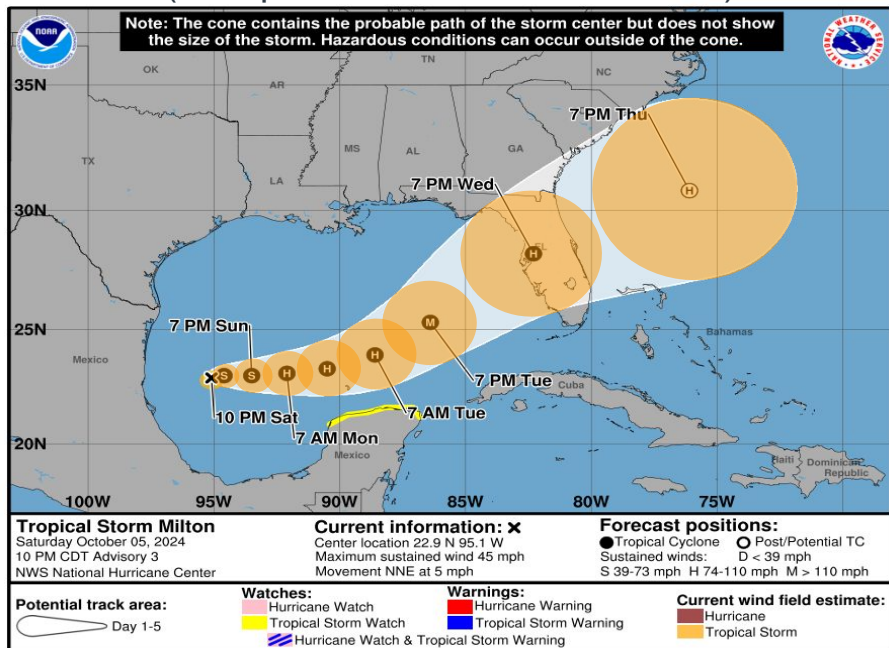 Note: The cone contains the probable path of the storm center but does not show
the size of the storm. Hazardous conditions can occur outside of the cone.
NOAA
NATIONAL WEATHER SERVICE
35N
30N
25N
20N
100W
95W
90W
85W
80W
75W
OK
AR
TN
NC
TX
LA
MS
AL
GA
SC
FL
Mexico
Mexico
Cuba
Bahamas
Haiti
Dominican
Republic
7 PM Thu
7 PM Wed
7 PM Sun
7 PM Tue
7 AM Tue
10 PM Sat
7 AM Mon
S
S
H
H
H
M
H
H
Tropical Storm Milton
Saturday October 05, 2024
10 PM CDT Advisory 3
NWS National Hurricane Center
Current information: ×
Center location 22.9 N 95.1 W
Maximum sustained wind 45 mph
Movement NNE at 5 mph
Forecast positions:
Tropical Cyclone Post/Potential TC
Sustained winds: D < 39 mph
S 39-73 mph H 74-110 mph M > 110 mph
Potential track area:
Day 1-5
Watches:
Hurricane Watch
Tropical Storm Watch
Warnings:
Hurricane Warning
Tropical Storm Warning
Hurricane Watch & Tropical Storm Warning
Current wind field estimate:
Hurricane
Tropical Storm